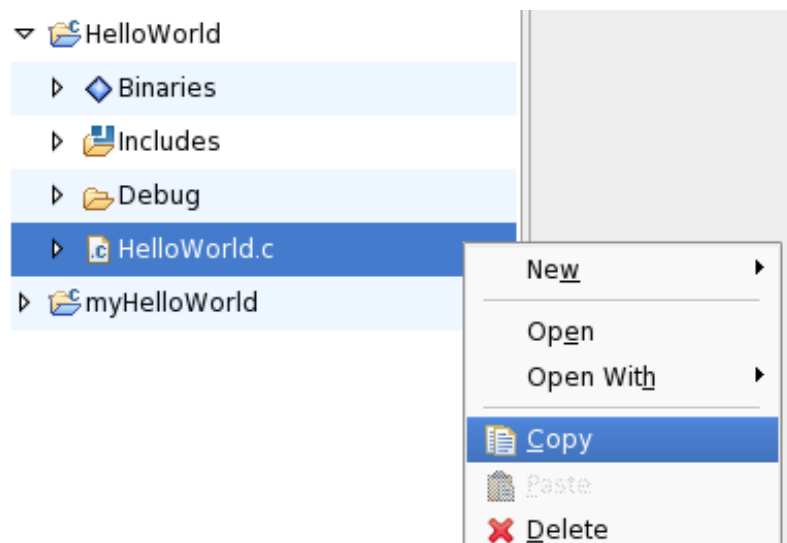 HelloWorld
Binaries
Includes
Debug
.c HelloWorld.c
myHelloWorld
New
Open
Open With
Copy
Paste
Delete